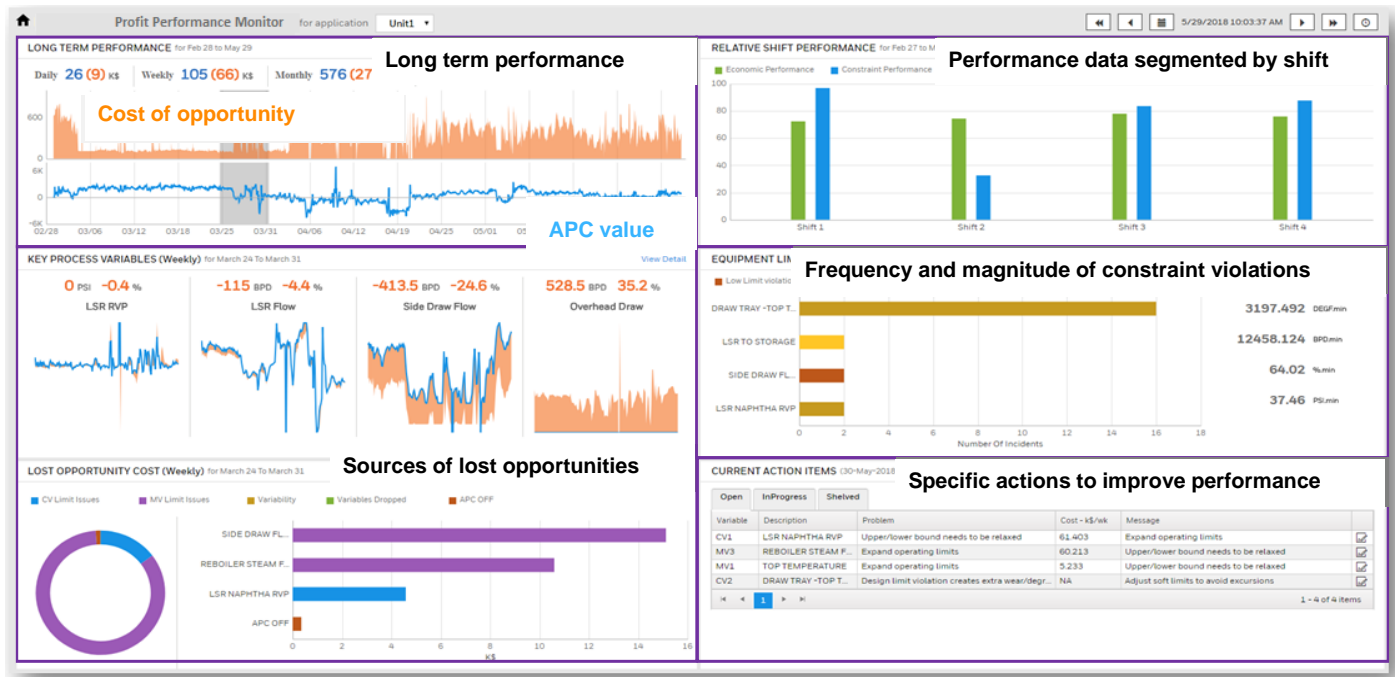 Profit Performance Monitor for application Unit1
5/29/2018 10:03:37 AM
LONG TERM PERFORMANCE for Feb 28 to May 29
Long term performance
Daily 26 (9) K$ Weekly 105 (66) K$ Monthly 576 (27
Cost of opportunity
600
0
6K
0
-6K
02/28 03/06 03/12 03/18 03/25 03/31 04/06 04/12 04/19 04/25 05/01
APC value
RELATIVE SHIFT PERFORMANCE for Feb 27 to M
Performance data segmented by shift
Economic Performance Constraint Performance
100
80
60
40
20
0
Shift 1 Shift 2 Shift 3 Shift 4
KEY PROCESS VARIABLES (Weekly) for March 24 To March 31 View Detail
0 PSI -0.4 % -115 BPD -4.4 % -413.5 BPD -24.6 % 528.5 BPD 35.2 %
LSR RVP LSR Flow Side Draw Flow Overhead Draw
EQUIPMENT LIM
Frequency and magnitude of constraint violations
Low Limit violatio
DRAW TRAY -TOP T... 3197.492 DEGF.min
LSR TO STORAGE 12458.124 BPD.min
SIDE DRAW FL... 64.02 %.min
LSR NAPHTHA RVP 37.46 PSI.min
0 2 4 6 8 10 12 14 16 18
Number Of Incidents
LOST OPPORTUNITY COST (Weekly) for March 24 To March 31
Sources of lost opportunities
CV Limit Issues MV Limit Issues Variability Variables Dropped APC OFF
SIDE DRAW FL...
REBOILER STEAM F...
LSR NAPHTHA RVP
APC OFF
0 2 4 6 8 10 12 14 16
K$
CURRENT ACTION ITEMS (30-May-2018
Specific actions to improve performance
Open InProgress Shelved
Variable Description Problem Cost - k$/wk Message
CV1 LSR NAPHTHA RVP Upper/lower bound needs to be relaxed 61.403 Expand operating limits
MV3 REBOILER STEAM F... Expand operating limits 60.213 Upper/lower bound needs to be relaxed
MV1 TOP TEMPERATURE Expand operating limits 5.233 Upper/lower bound needs to be relaxed
CV2 DRAW TRAY -TOP T... Design limit violation creates extra wear/degr... NA Adjust soft limits to avoid excursions
1 1 - 4 of 4 items